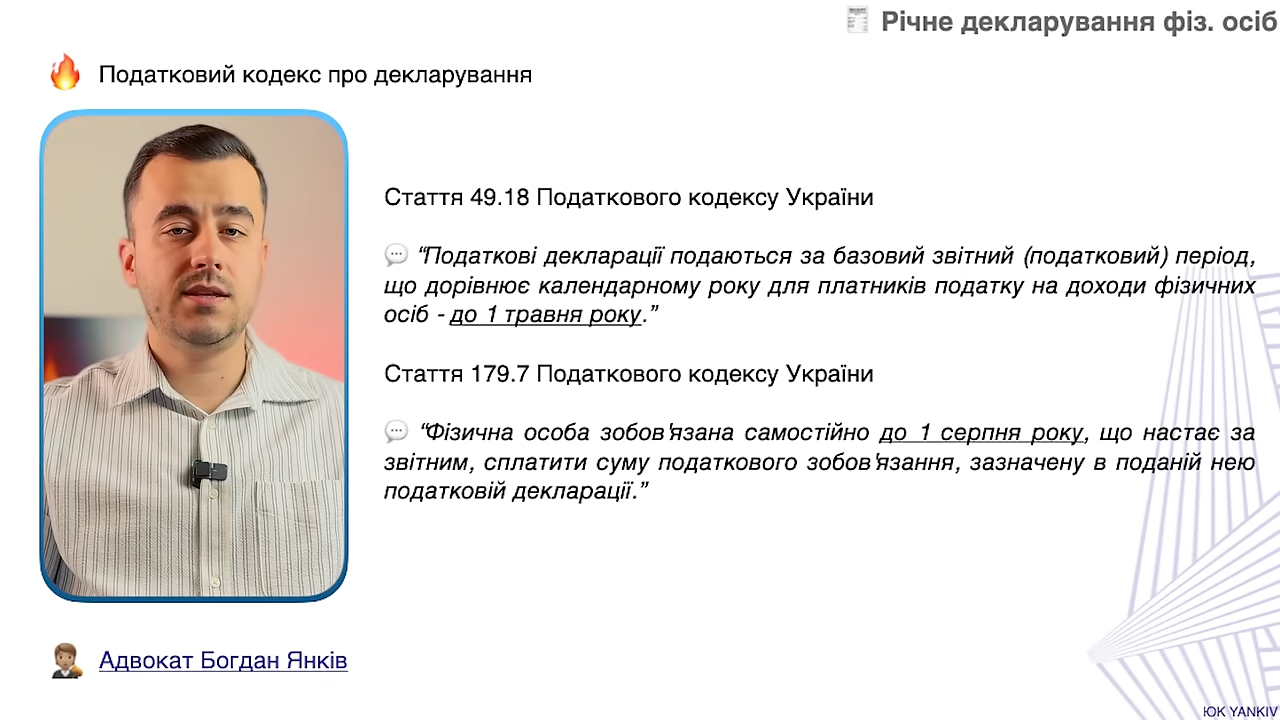 Річне декларування фіз. осіб
Податковий кодекс про декларування
Стаття 49.18 Податкового кодексу України
“Податкові декларації подаються за базовий звітний (податковий) період,
що дорівнює календарному року для платників податку на доходи фізичних
осіб - до 1 травня року.”
Стаття 179.7 Податкового кодексу України
“Фізична особа зобов'язана самостійно до 1 серпня року, що настає за
звітним, сплатити суму податкового зобов'язання, зазначену в поданій нею
податковій декларації.”
Адвокат Богдан Янків
ЮК YANKIV